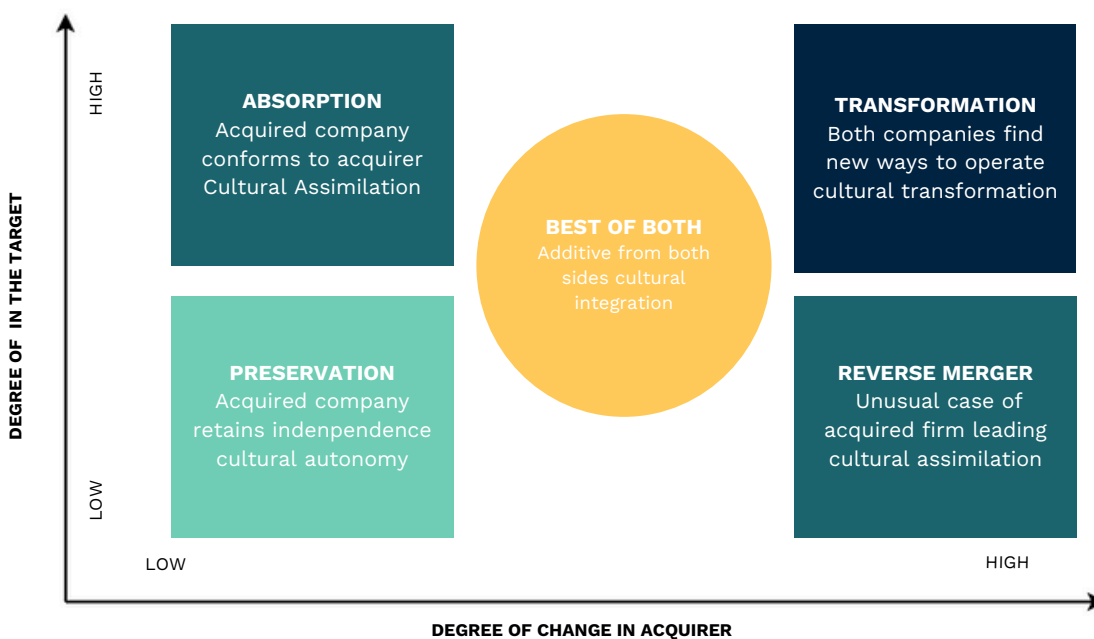 HIGH
ABSORPTION
Acquired company
conforms to acquirer
Cultural Assimilation
TRANSFORMATION
Both companies find
new ways to operate
cultural transformation
BEST OF BOTH
Additive from both
sides cultural
integration
DEGREE OF  IN THE TARGET
PRESERVATION
Acquired company
retains indenpendence
cultural autonomy
REVERSE MERGER
Unusual case of
acquired firm leading
cultural assimilation
LOW
LOW
HIGH
DEGREE OF CHANGE IN ACQUIRER